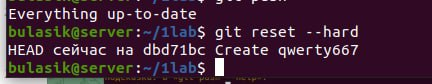 Everything up-to-date
bulasik@server:~/1lab$ git reset --hard
HEAD сейчас на dbd71bc Create qwerty667
bulasik@server:~/1lab$